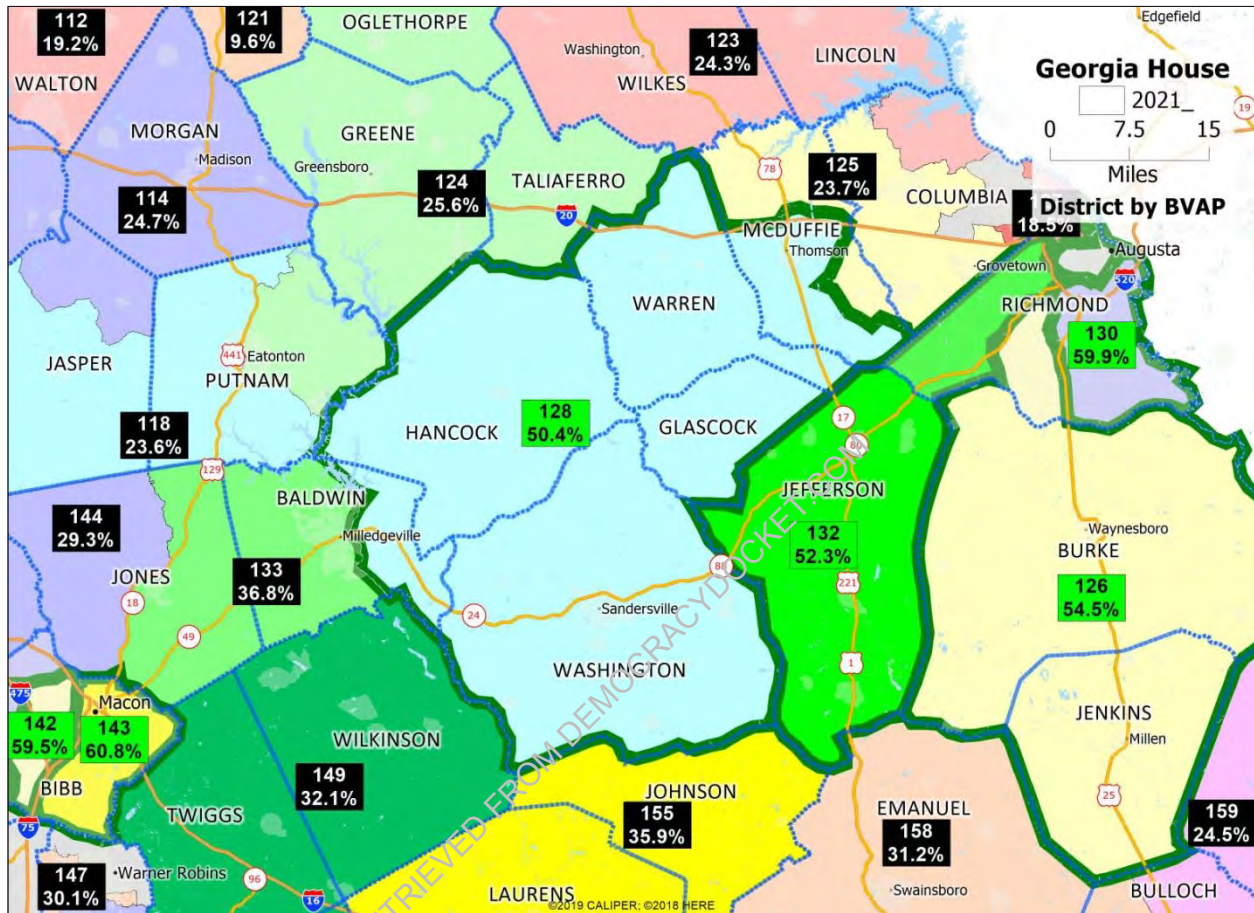 112
19.2%
WALTON
121
9.6%
OGLETHORPE
Washington
123
24.3%
WILKES
LINCOLN
Edgefield
Georgia House
2021_
0 7.5 15
Miles
District by BVAP
19
MORGAN
Madison
114
24.7%
GREENE
Greensboro
124
25.6%
TALIAFERRO
20
78
125
23.7%
COLUMBIA
18.5%
MCDUFFIE
Thomson
Grovetown
Augusta
520
RICHMOND
130
59.9%
WARREN
JASPER
441
Eatonton
PUTNAM
118
23.6%
129
HANCOCK
128
50.4%
GLASCOCK
17
80
JEFFERSON
132
52.3%
221
1
88
Waynesboro
BURKE
126
54.5%
144
29.3%
BALDWIN
Milledgeville
JONES
133
36.8%
18
49
24
Sandersville
WASHINGTON
475
Macon
142
59.5%
143
60.8%
BIBB
75
WILKINSON
149
32.1%
TWIGGS
JOHNSON
155
35.9%
EMANUEL
158
31.2%
Swainsboro
JENKINS
Millen
25
159
24.5%
BULLOCH
147
30.1%
Warner Robins
96
16
LAURENS
©2019 CALIPER; ©2018 HERE
ETRIEVED FROM DEMOCRACYDOCKET.COM